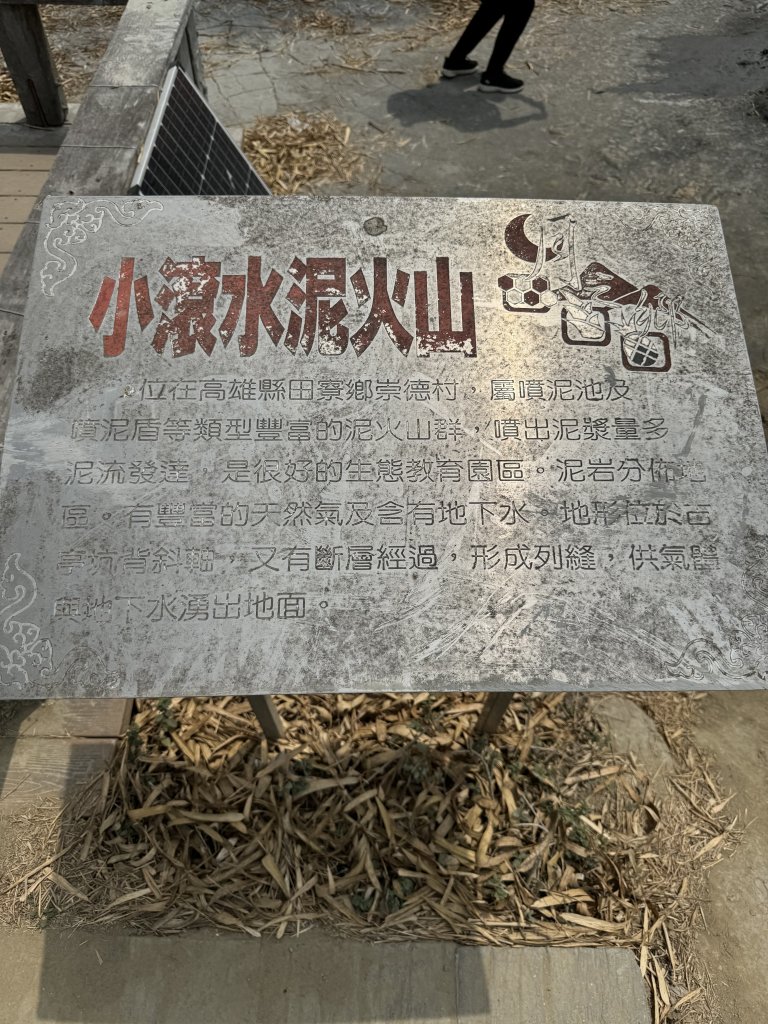 小滾水泥火山
月世界
位在高雄縣田寮鄉崇德村，屬噴泥池及
噴泥盾等類型豐富的泥火山群，噴出泥漿量多
泥流發達，是很好的生態教育園區。泥岩分佈地
區。有豐富的天然氣及含有地下水。地形位於古
亭坑背斜軸，又有斷層經過，形成列縫，供氣體
與地下水湧出地面。